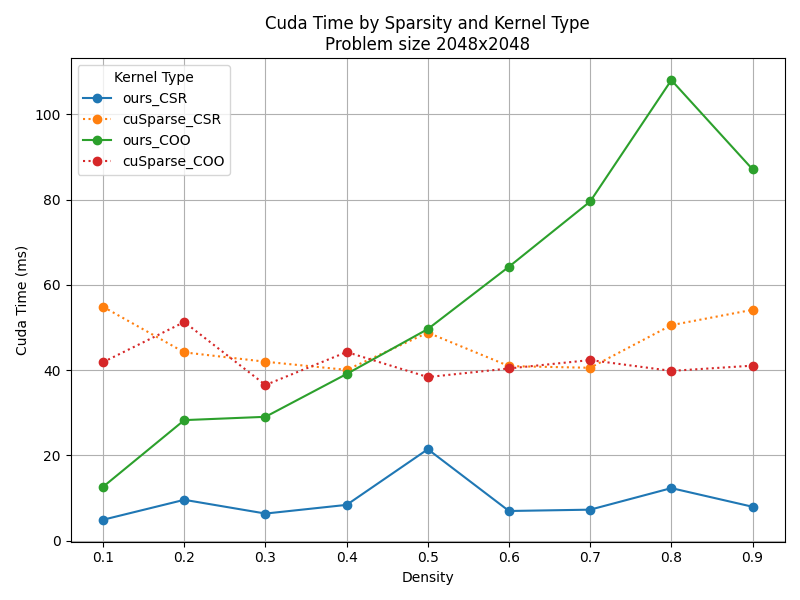 Cuda Time by Sparsity and Kernel Type
Problem size 2048x2048
Kernel Type
ours_CSR
cuSparse_CSR
ours_COO
cuSparse_COO
Cuda Time (ms)
100
80
60
40
20
0
0.1 0.2 0.3 0.4 0.5 0.6 0.7 0.8 0.9
Density